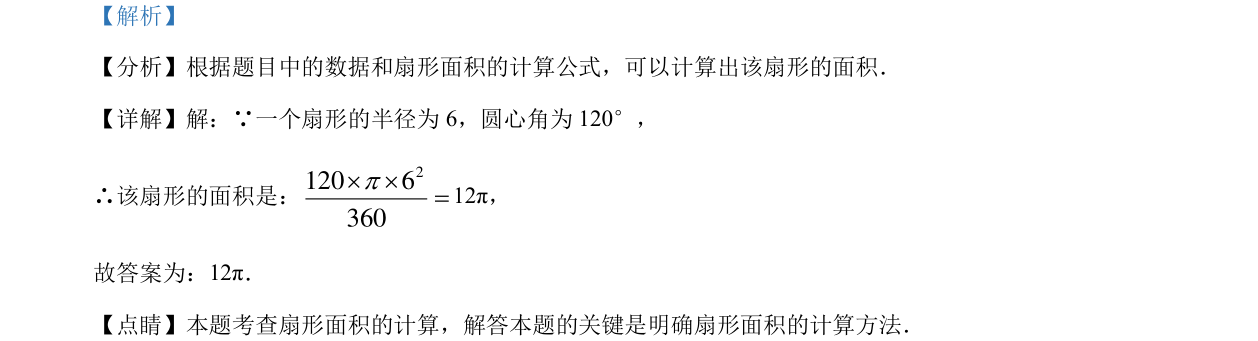 【解析】
【分析】根据题目中的数据和扇形面积的计算公式，可以计算出该扇形的面积．
【详解】解：∵一个扇形的半径为 6，圆心角为 120°，
∴该扇形的面积是：$\frac{120×π×6^2}{360}$=12π，
故答案为：12π．
【点睛】本题考查扇形面积的计算，解答本题的关键是明确扇形面积的计算方法．